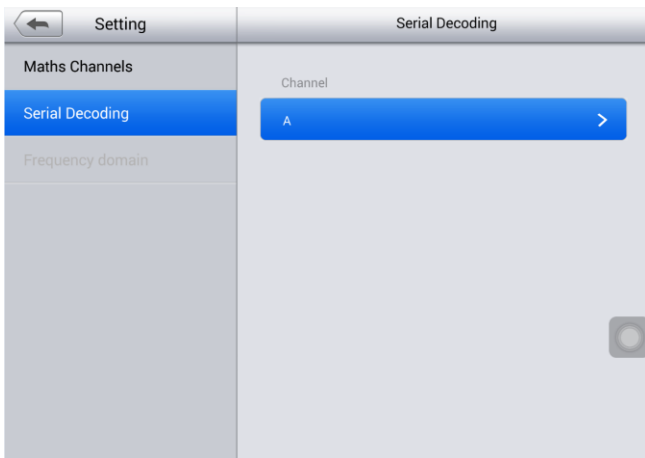 Setting
Serial Decoding
Maths Channels
Serial Decoding
Frequency domain
Channel
A